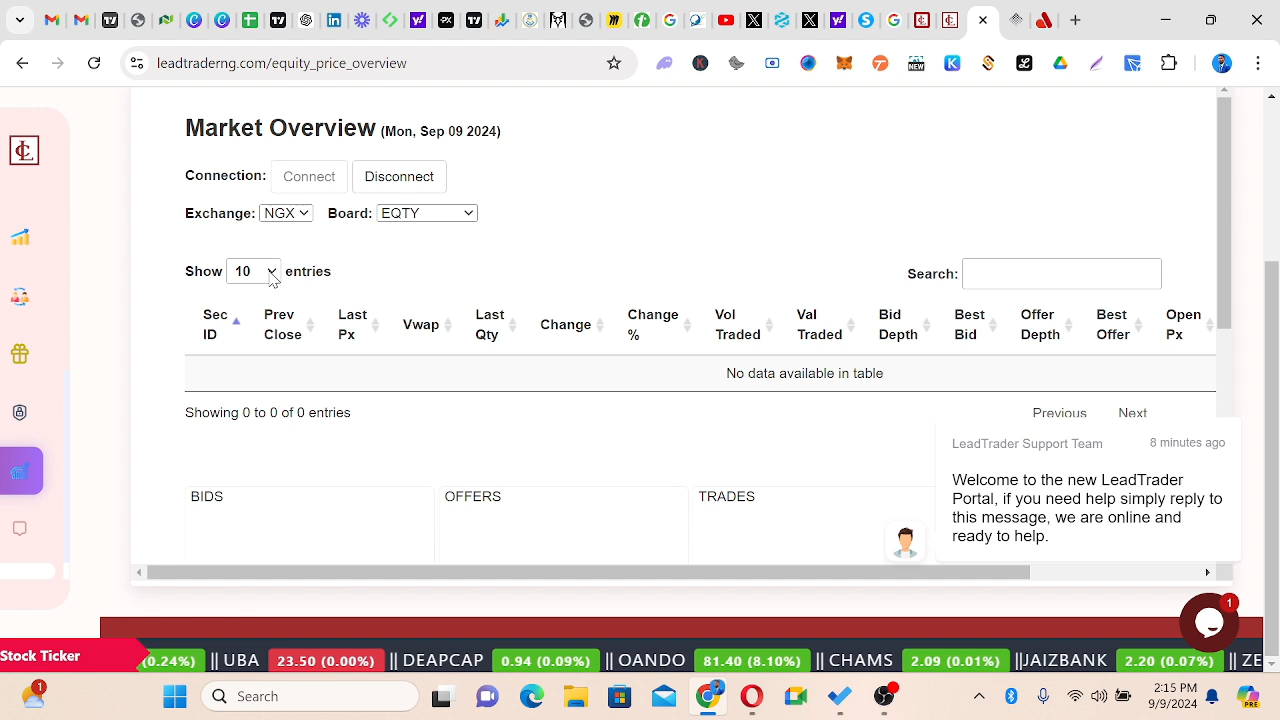 leadtraderng.com/equity_price_overview
NEW
Market Overview (Mon, Sep 09 2024)
Connection: Connect Disconnect
Exchange: NGX Board: EQTY
Show 10 entries Search:
Sec ID Prev Close Last Px Vwap Last Qty Change Change % Vol Traded Val Traded Bid Depth Best Bid Offer Depth Best Offer Open Px
No data available in table
Showing 0 to 0 of 0 entries Previous Next
LeadTrader Support Team 8 minutes ago
Welcome to the new LeadTrader
Portal, if you need help simply reply to
this message, we are online and
ready to help.
BIDS OFFERS TRADES
1
Stock Ticker (0.24%) || UBA 23.50 (0.00%) || DEAPCAP 0.94 (0.09%) || OANDO 81.40 (8.10%) || CHAMS 2.09 (0.01%) ||JAIZBANK 2.20 (0.07%) || ZE
1 Search 2:15 PM
9/9/2024 PRE